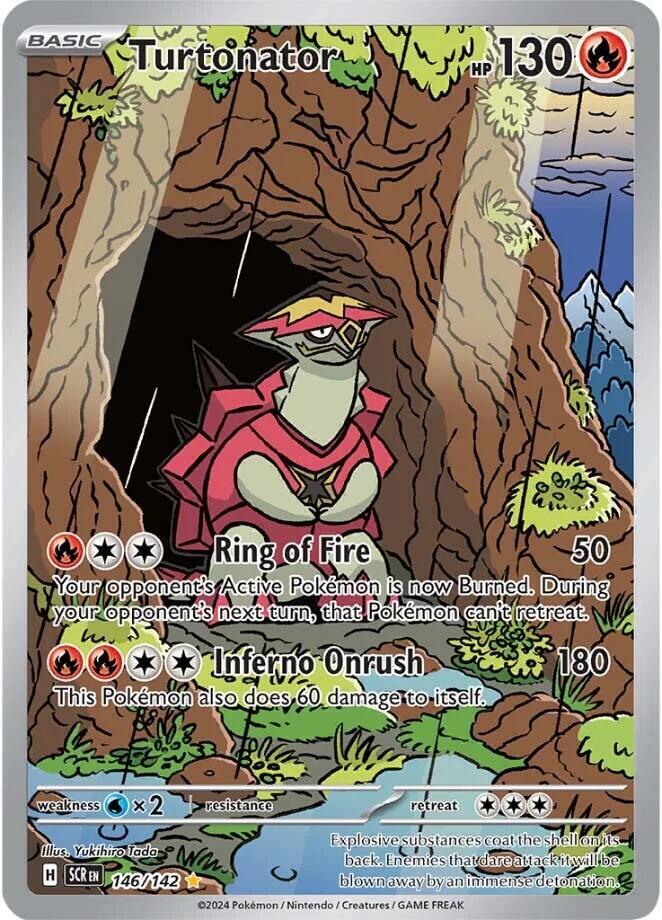 BASIC Turtonator HP 130
Ring of Fire 50
Your opponent's Active Pokémon is now Burned. During
your opponent's next turn, that Pokémon can't retreat.
Inferno Onrush 180
This Pokémon also does 60 damage to itself.
weakness ×2 resistance retreat
Illus. Yukihiro Tada
Explosive substances coat the shell on its
back. Enemies that dare attack it will be
blown away by an immense detonation.
H SCR EN 146/142
©2024 Pokémon / Nintendo / Creatures / GAME FREAK